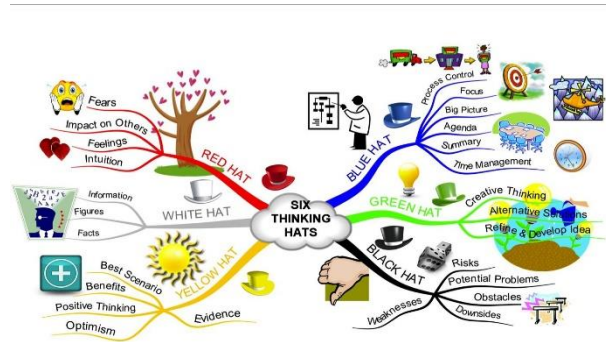 SIX
THINKING
HATS
RED HAT
Fears
Impact on Others
Feelings
Intuition
WHITE HAT
Information
Figures
Facts
YELLOW HAT
Best Scenario
Benefits
Positive Thinking
Optimism
Evidence
BLUE HAT
Process Control
Focus
Big Picture
Agenda
Summary
Time Management
GREEN HAT
Creative Thinking
Alternative Solutions
Refine & Develop Idea
BLACK HAT
Risks
Potential Problems
Obstacles
Downsides
Weaknesses